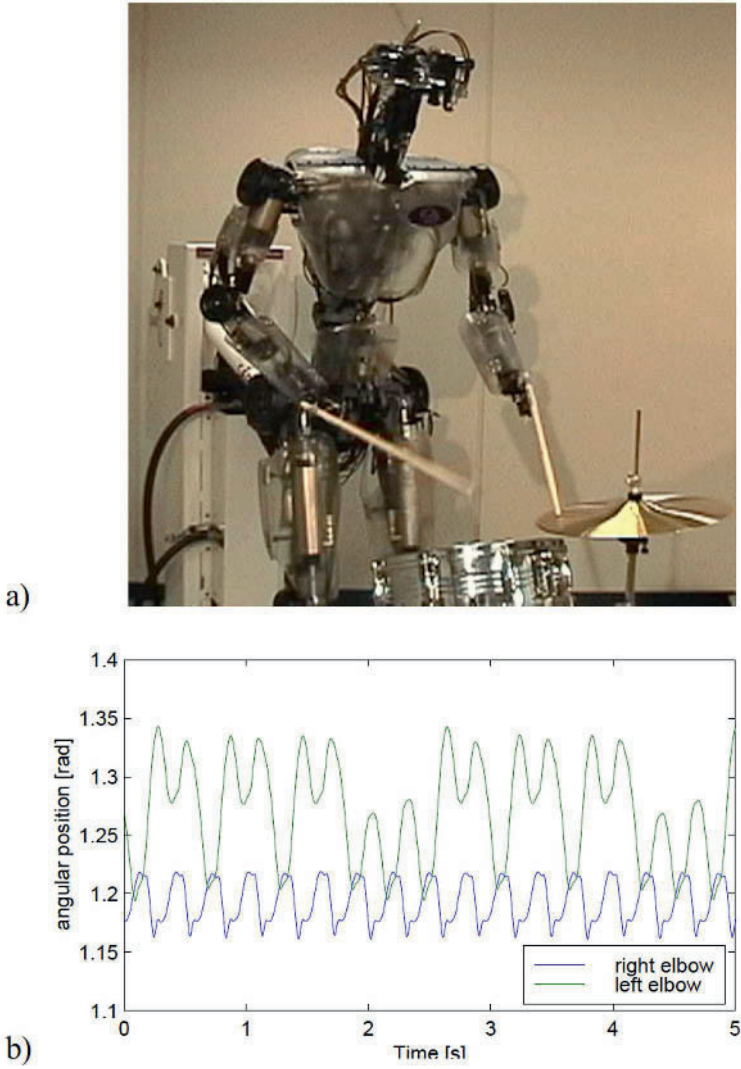 a)
1.4
1.35
1.3
1.25
1.2
1.15
1.1
angular position [rad]
0 1 2 3 4 5
Time [s]
right elbow
left elbow
b)